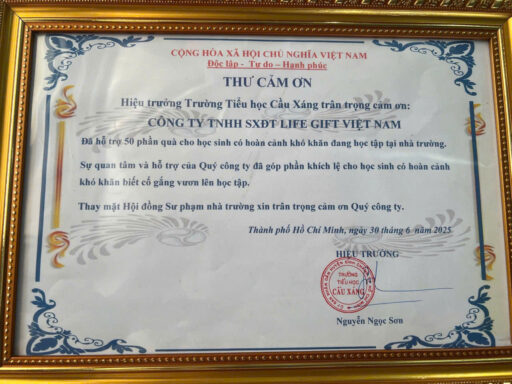 CỘNG HÒA XÃ HỘI CHỦ NGHĨA VIỆT NAM
Độc lập - Tự do – Hạnh phúc
THƯ CẢM ƠN
Hiệu trưởng Trường Tiểu học Cầu Xáng trân trọng cảm ơn:
CÔNG TY TNHH SXĐT LIFE GIFT VIỆT NAM
Đã hỗ trợ 50 phần quà cho học sinh có hoàn cảnh khó khăn đang học tập tại nhà trường.
Sự quan tâm và hỗ trợ của Quý công ty đã góp phần khích lệ cho học sinh có hoàn cảnh
khó khăn biết cố gắng vươn lên học tập.
Thay mặt Hội đồng Sư phạm nhà trường xin trân trọng cảm ơn Quý công ty.
Thành phố Hồ Chí Minh, ngày 30 tháng 6 năm 2025
HIỆU TRƯỞNG
TRƯỜNG
TIỂU HỌC
CẦU XÁNG
Nguyễn Ngọc Sơn